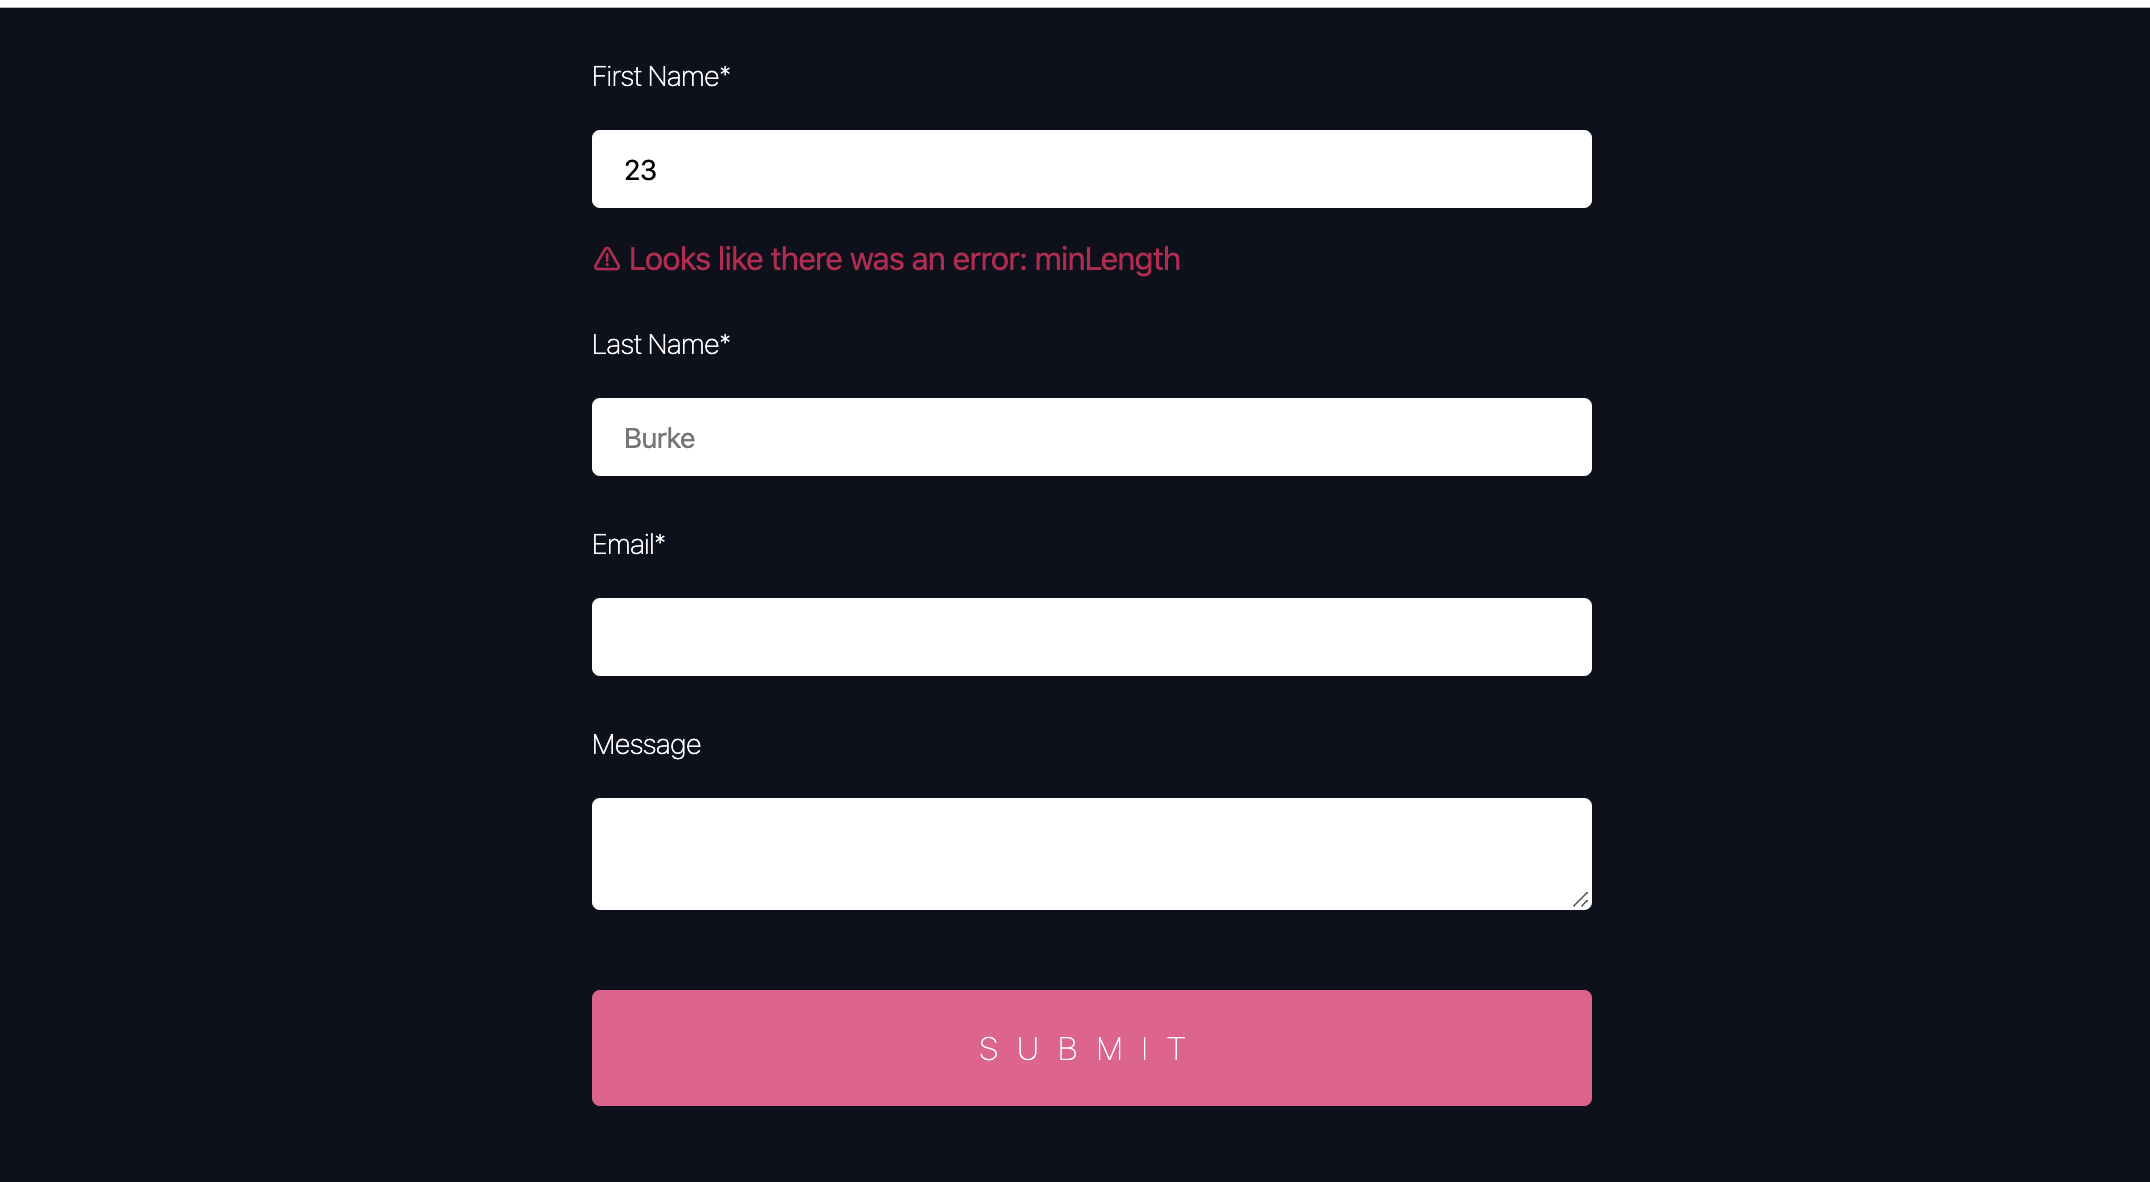 First Name*
23
Looks like there was an error: minLength
Last Name*
Burke
Email*
Message
SUBMIT